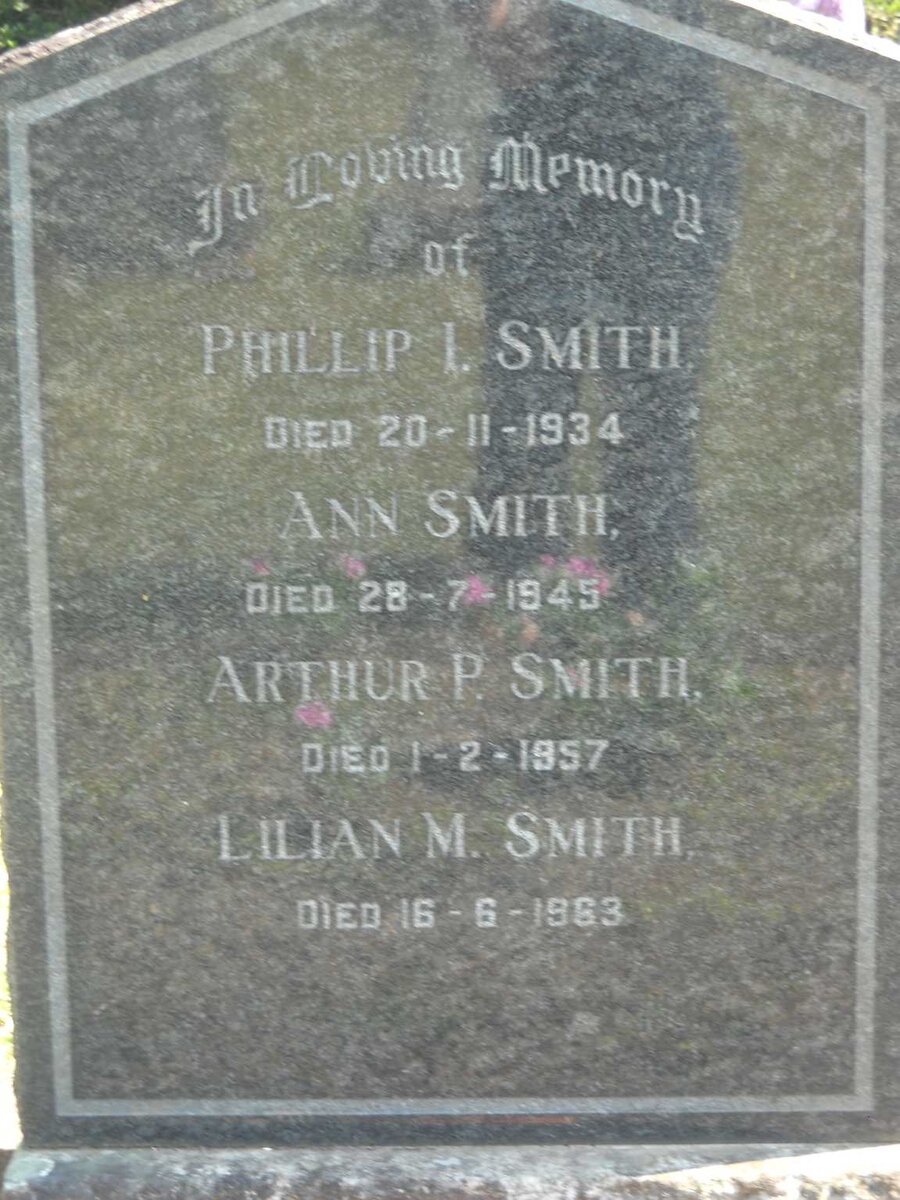 In Loving Memory
of
PHILLIP I. SMITH,
DIED 20-11-1934
ANN SMITH,
DIED 28-7-1945
ARTHUR P. SMITH,
DIED 1-2-1957
LILIAN M. SMITH,
DIED 16-6-1963